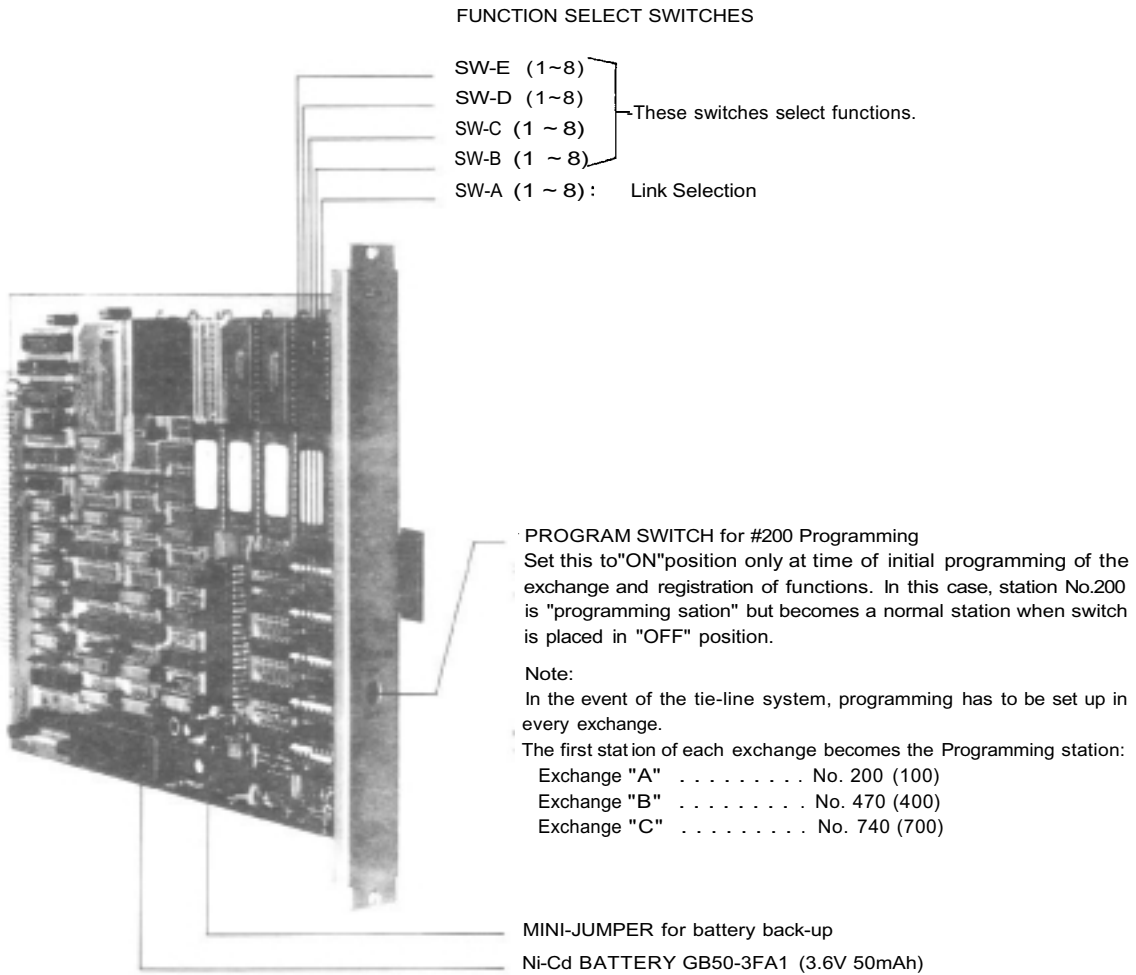 FUNCTION SELECT SWITCHES
SW-E (1~8)
SW-D (1~8)
SW-C (1 ~ 8)
SW-B (1 ~ 8)
These switches select functions.
SW-A (1 ~ 8) : Link Selection
PROGRAM SWITCH for #200 Programming
Set this to"ON"position only at time of initial programming of the
exchange and registration of functions. In this case, station No.200
is "programming sation" but becomes a normal station when switch
is placed in "OFF" position.
Note:
In the event of the tie-line system, programming has to be set up in
every exchange.
The first station of each exchange becomes the Programming station:
Exchange "A" . . . . . . . . . No. 200 (100)
Exchange "B" . . . . . . . . . No. 470 (400)
Exchange "C" . . . . . . . . . No. 740 (700)
MINI-JUMPER for battery back-up
Ni-Cd BATTERY GB50-3FA1 (3.6V 50mAh)